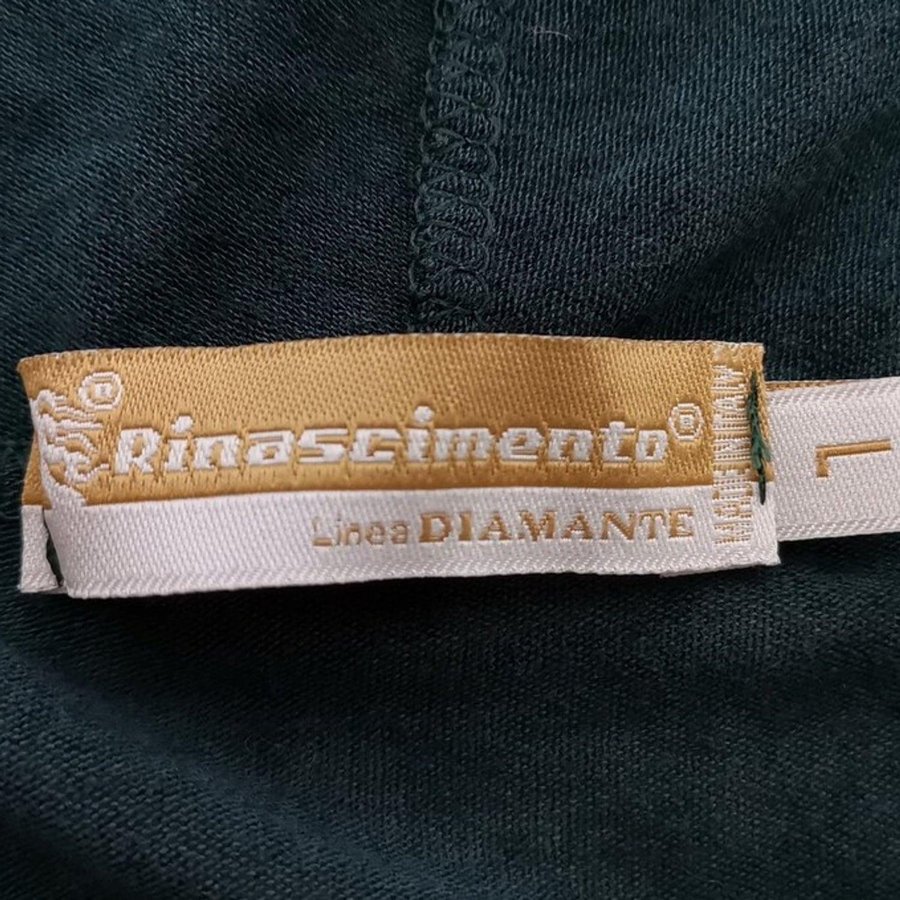 ® Rinascimento®
Linea DIAMANTE
MADE IN ITALY
L